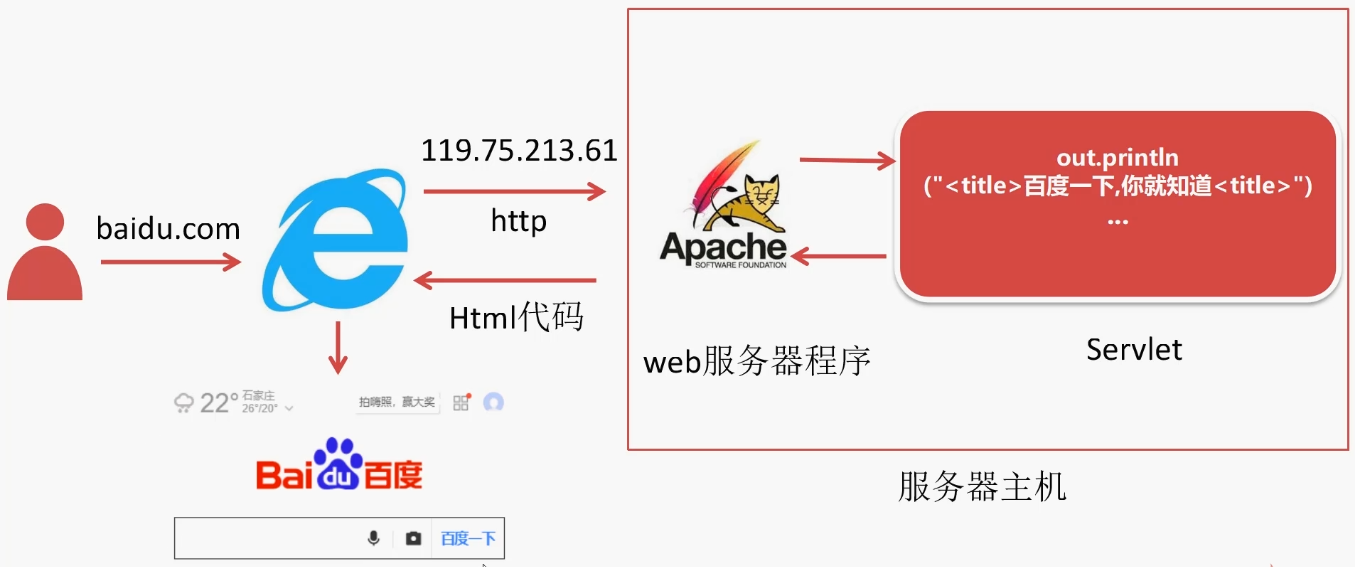 baidu.com
119.75.213.61
http
Html代码
Apache
SOFTWARE FOUNDATION
web服务器程序
out.println
("<title>百度一下,你就知道<title>")
...
Servlet
服务器主机
22° 石家庄
26°/20°
拍嗨照，赢大奖
Bai du 百度
百度一下